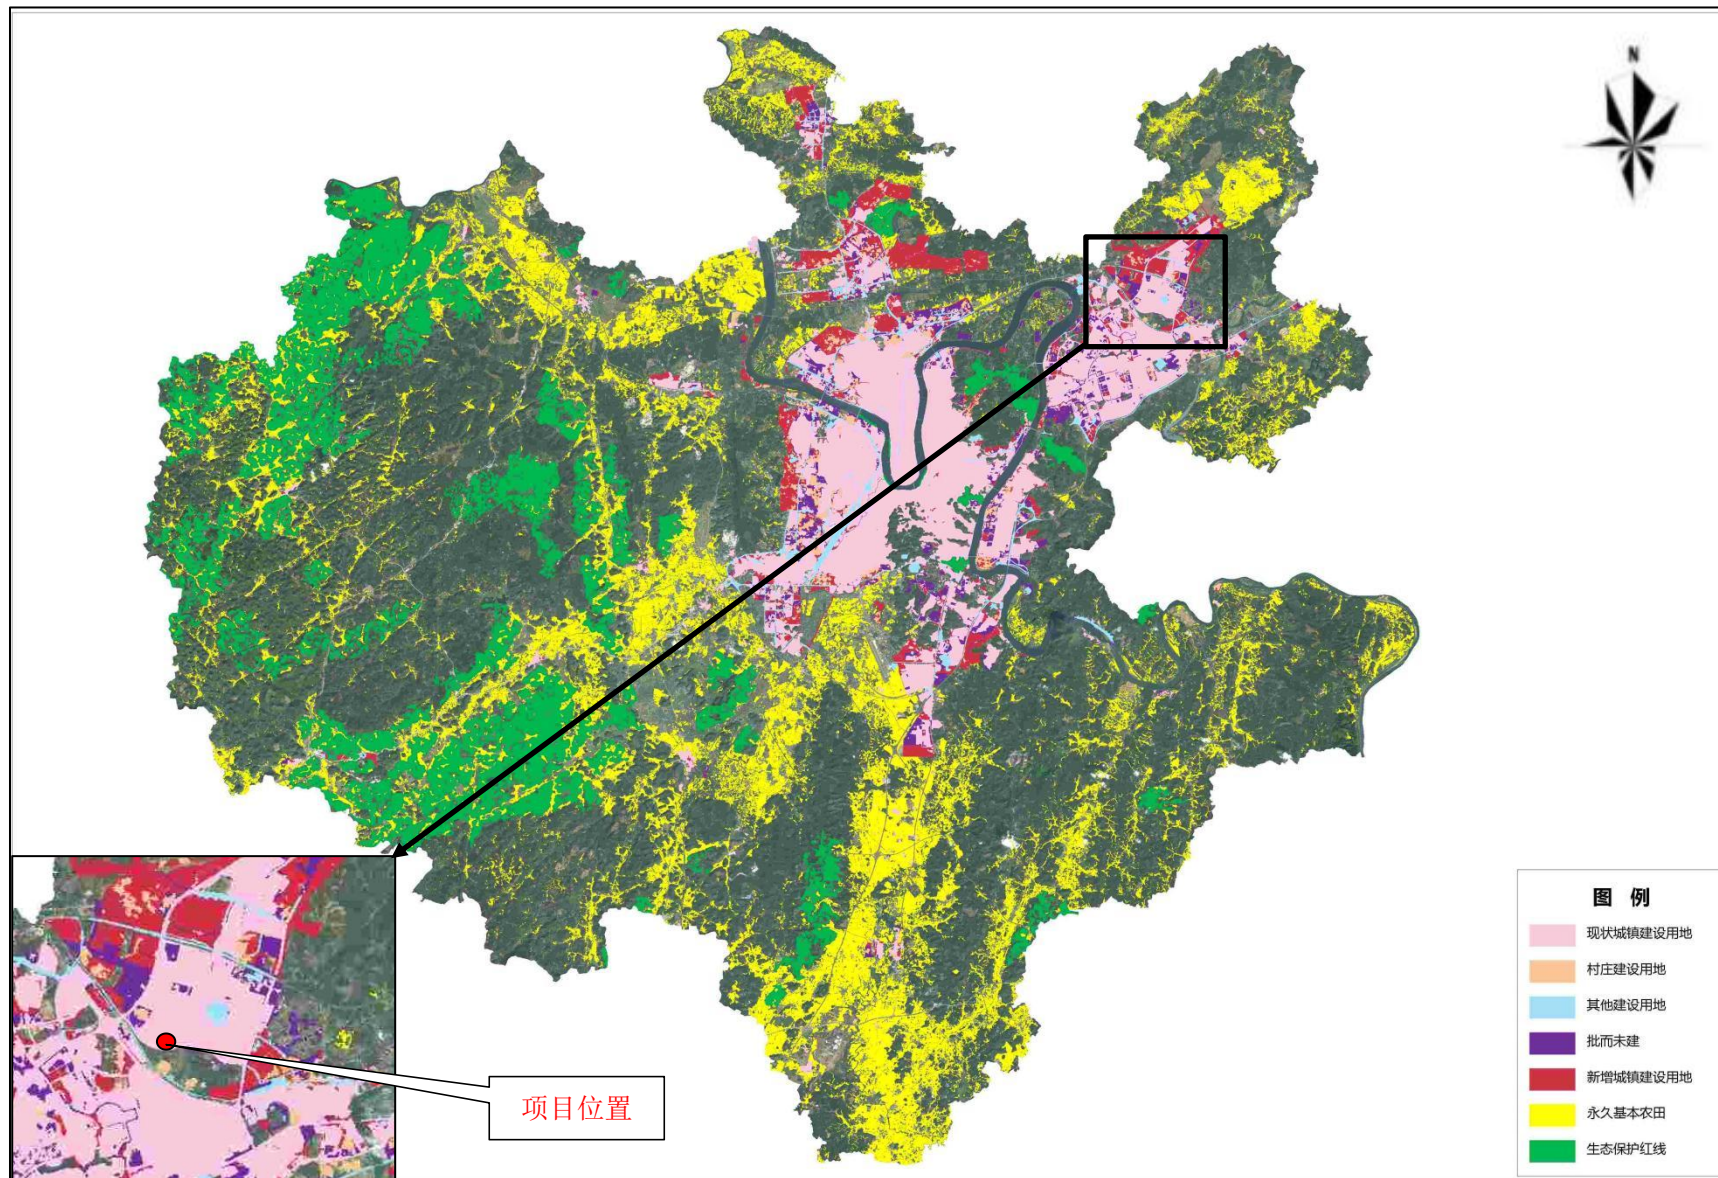 N
项目位置
图 例
现状城镇建设用地
村庄建设用地
其他建设用地
批而未建
新增城镇建设用地
永久基本农田
生态保护红线